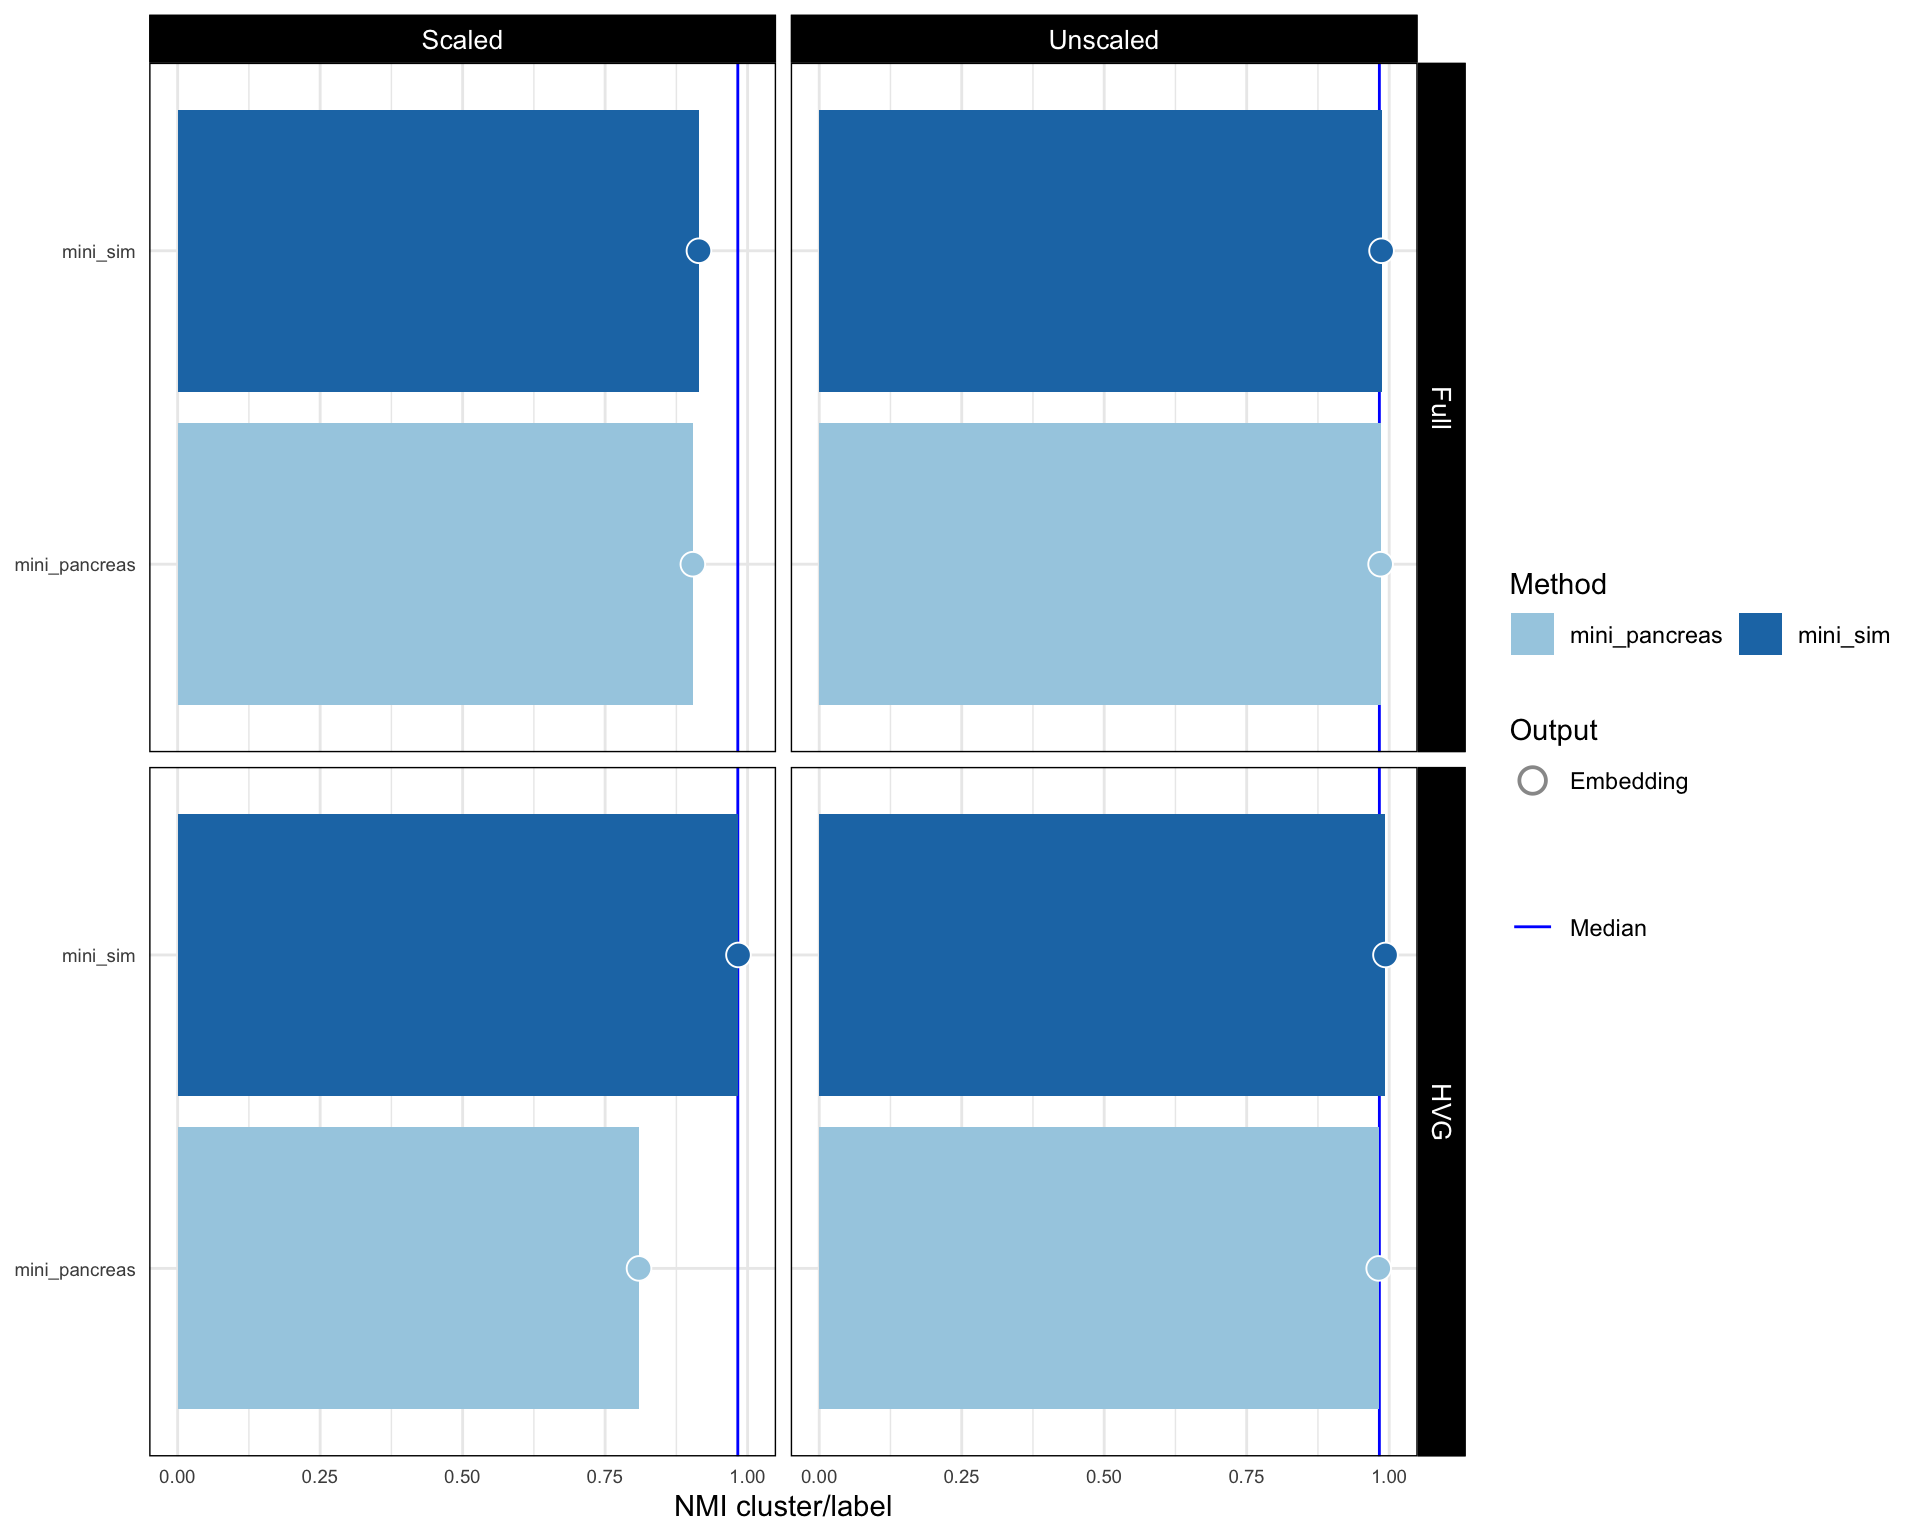 Scaled
Unscaled
mini_sim
mini_pancreas
Full
mini_sim
mini_pancreas
HVG
0.00 0.25 0.50 0.75 1.00
0.00 0.25 0.50 0.75 1.00
NMI cluster/label
Method
mini_pancreas mini_sim
Output
Embedding
Median